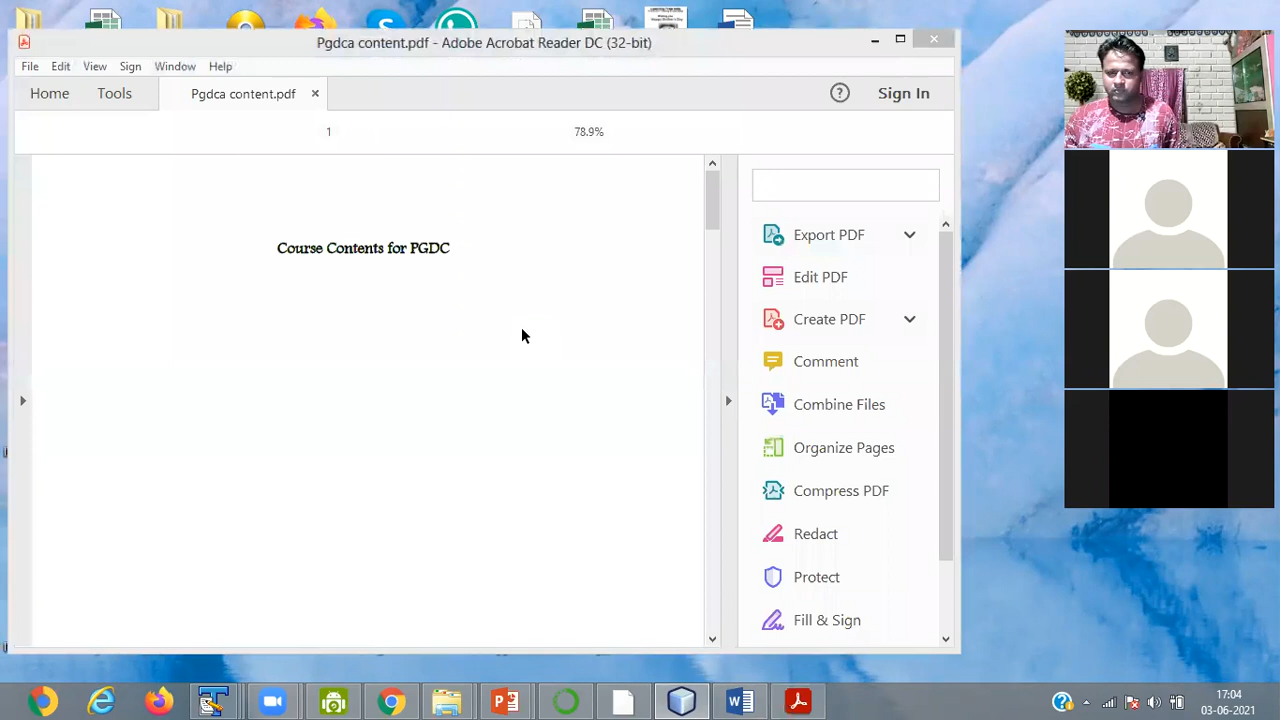 Pgdca content.pdf - Adobe Acrobat Reader DC (32-bit)
File Edit View Sign Window Help
Home Tools Pgdca content.pdf Sign In
1 78.9%
Course Contents for PGDC
Export PDF
Edit PDF
Create PDF
Comment
Combine Files
Organize Pages
Compress PDF
Redact
Protect
Fill & Sign
17:04
03-06-2021